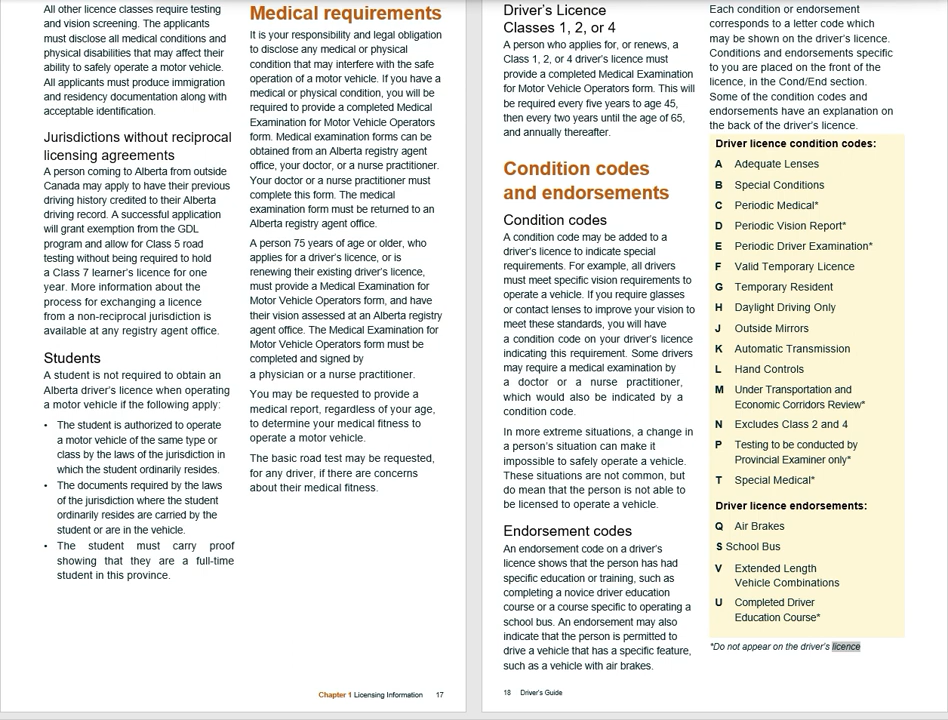 All other licence classes require testing
and vision screening. The applicants
must disclose all medical conditions and
physical disabilities that may affect their
ability to safely operate a motor vehicle.
All applicants must produce immigration
and residency documentation along with
acceptable identification.
Jurisdictions without reciprocal
licensing agreements
A person coming to Alberta from outside
Canada may apply to have their previous
driving history credited to their Alberta
driving record. A successful application
will grant exemption from the GDL
program and allow for Class 5 road
testing without being required to hold
a Class 7 learner's licence for one
year. More information about the
process for exchanging a licence
from a non-reciprocal jurisdiction is
available at any registry agent office.
Students
A student is not required to obtain an
Alberta driver's licence when operating
a motor vehicle if the following apply:
• The student is authorized to operate
a motor vehicle of the same type or
class by the laws of the jurisdiction in
which the student ordinarily resides.
• The documents required by the laws
of the jurisdiction where the student
ordinarily resides are carried by the
student or are in the vehicle.
• The student must carry proof
showing that they are a full-time
student in this province.
Medical requirements
It is your responsibility and legal obligation
to disclose any medical or physical
condition that may interfere with the safe
operation of a motor vehicle. If you have a
medical or physical condition, you will be
required to provide a completed Medical
Examination for Motor Vehicle Operators
form. Medical examination forms can be
obtained from an Alberta registry agent
office, your doctor, or a nurse practitioner.
Your doctor or a nurse practitioner must
complete this form. The medical
examination form must be returned to an
Alberta registry agent office.
A person 75 years of age or older, who
applies for a driver's licence, or is
renewing their existing driver's licence,
must provide a Medical Examination for
Motor Vehicle Operators form, and have
their vision assessed at an Alberta registry
agent office. The Medical Examination for
Motor Vehicle Operators form must be
completed and signed by
a physician or a nurse practitioner.
You may be requested to provide a
medical report, regardless of your age,
to determine your medical fitness to
operate a motor vehicle.
The basic road test may be requested,
for any driver, if there are concerns
about their medical fitness.
Chapter 1 Licensing Information 17
Driver's Licence
Classes 1, 2, or 4
A person who applies for, or renews, a
Class 1, 2, or 4 driver's licence must
provide a completed Medical Examination
for Motor Vehicle Operators form. This will
be required every five years to age 45,
then every two years until the age of 65,
and annually thereafter.
Condition codes
and endorsements
Condition codes
A condition code may be added to a
driver's licence to indicate special
requirements. For example, all drivers
must meet specific vision requirements to
operate a vehicle. If you require glasses
or contact lenses to improve your vision to
meet these standards, you will have
a condition code on your driver's licence
indicating this requirement. Some drivers
may require a medical examination by
a doctor or a nurse practitioner,
which would also be indicated by a
condition code.
In more extreme situations, a change in
a person's situation can make it
impossible to safely operate a vehicle.
These situations are not common, but
do mean that the person is not able to
be licensed to operate a vehicle.
Endorsement codes
An endorsement code on a driver's
licence shows that the person has had
specific education or training, such as
completing a novice driver education
course or a course specific to operating a
school bus. An endorsement may also
indicate that the person is permitted to
drive a vehicle that has a specific feature,
such as a vehicle with air brakes.
Each condition or endorsement
corresponds to a letter code which
may be shown on the driver's licence.
Conditions and endorsements specific
to you are placed on the front of the
licence, in the Cond/End section.
Some of the condition codes and
endorsements have an explanation on
the back of the driver's licence.
Driver licence condition codes:
A Adequate Lenses
B Special Conditions
C Periodic Medical*
D Periodic Vision Report*
E Periodic Driver Examination*
F Valid Temporary Licence
G Temporary Resident
H Daylight Driving Only
J Outside Mirrors
K Automatic Transmission
L Hand Controls
M Under Transportation and
Economic Corridors Review*
N Excludes Class 2 and 4
P Testing to be conducted by
Provincial Examiner only*
T Special Medical*
Driver licence endorsements:
Q Air Brakes
S School Bus
V Extended Length
Vehicle Combinations
U Completed Driver
Education Course*
*Do not appear on the driver's licence
18 Driver's Guide